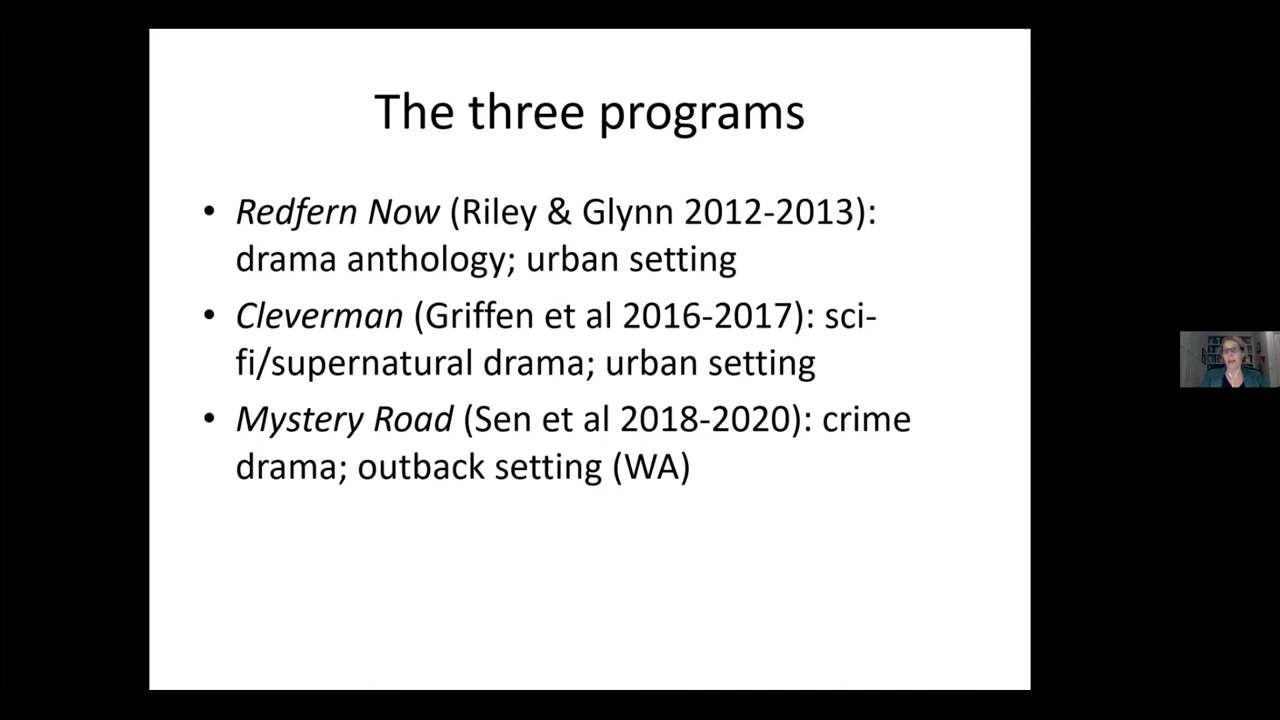 The three programs
• Redfern Now (Riley & Glynn 2012-2013):
drama anthology; urban setting
• Cleverman (Griffen et al 2016-2017): sci-
fi/supernatural drama; urban setting
• Mystery Road (Sen et al 2018-2020): crime
drama; outback setting (WA)